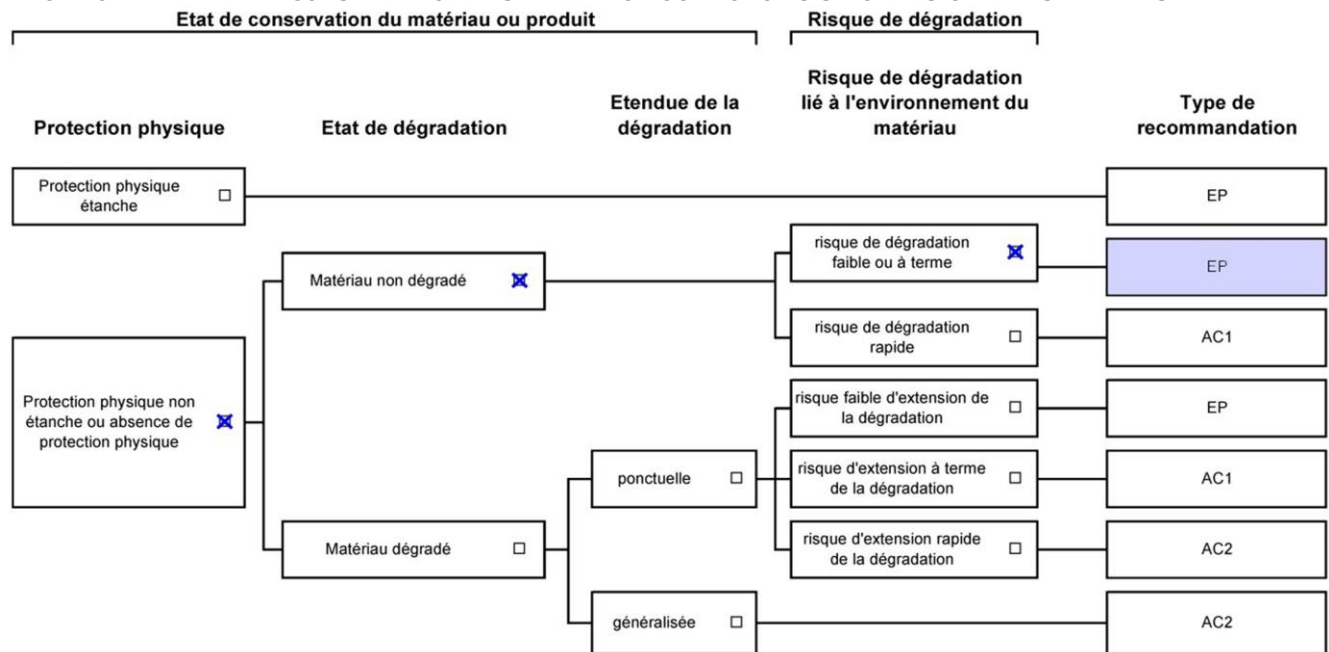 Etat de conservation du matériau ou produit
Risque de dégradation
Protection physique
Etat de dégradation
Etendue de la
dégradation
Risque de dégradation
lié à l'environnement du
matériau
Type de
recommandation
Protection physique
étanche
EP
risque de dégradation
faible ou à terme
EP
Matériau non dégradé
risque de dégradation
rapide
AC1
Protection physique non
étanche ou absence de
protection physique
risque faible d'extension de
la dégradation
EP
ponctuelle
risque d'extension à terme
de la dégradation
AC1
Matériau dégradé
risque d'extension rapide
de la dégradation
AC2
généralisée
AC2